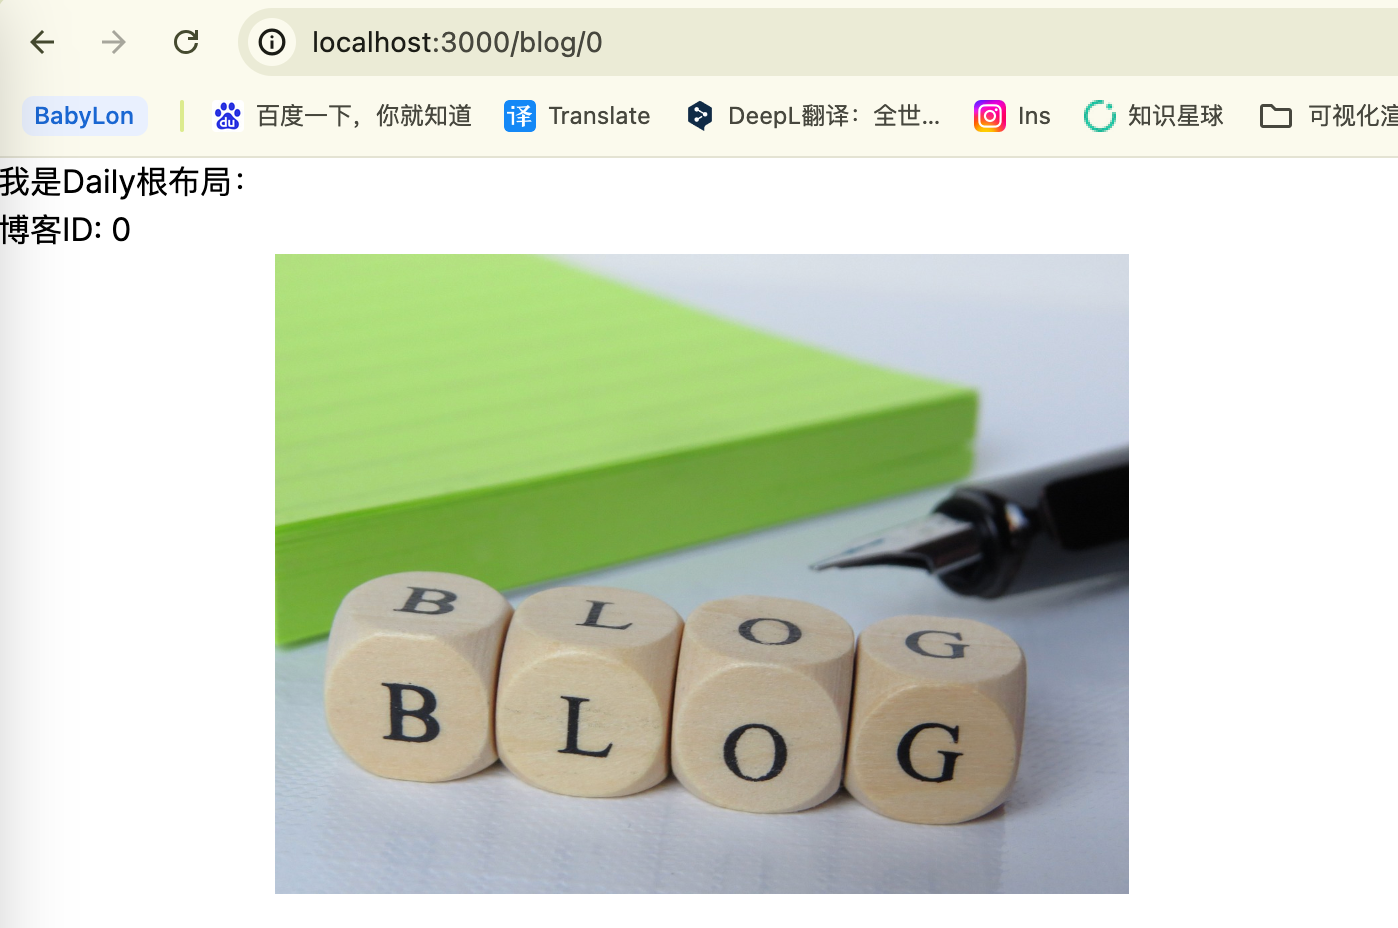 localhost:3000/blog/0
BabyLon
du 百度一下，你就知道
译 Translate
DeepL翻译：全世...
Ins
知识星球
可视化渲
我是Daily根布局：
博客ID: 0
B L O G
B L O G